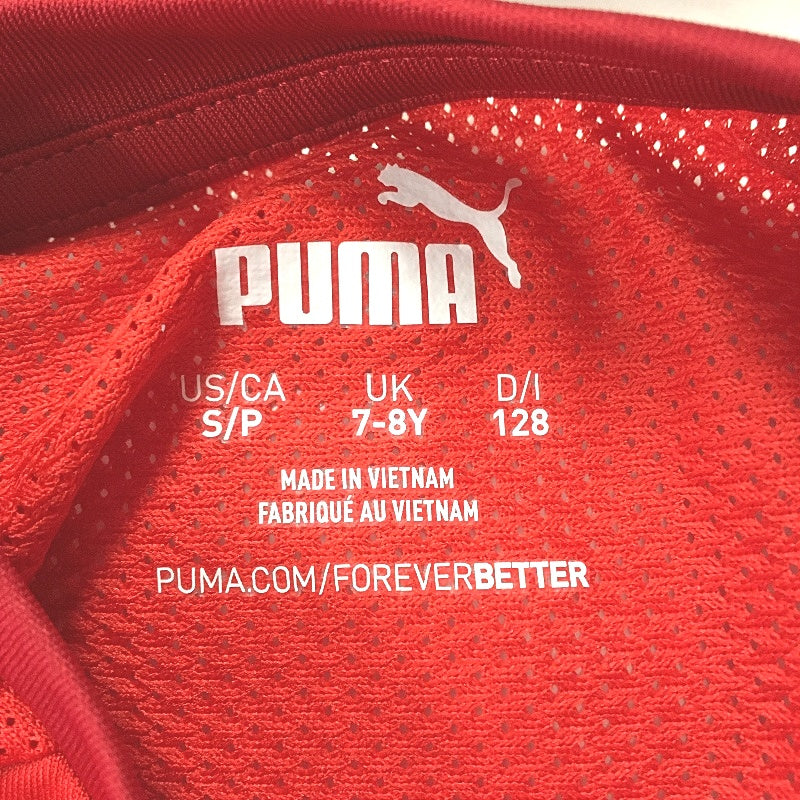 PUMA
US/CA UK D/I
S/P 7-8Y 128
MADE IN VIETNAM
FABRIQUÉ AU VIETNAM
PUMA.COM/FOREVERBETTER